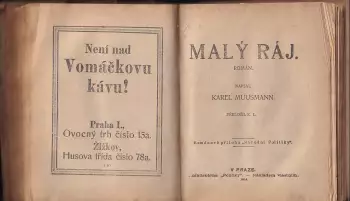 Není nad
Vomáčkovu
kávu!
Praha I.,
Ovocný trh číslo 15a.
Žižkov,
Husova třída číslo 78a.
MALÝ RÁJ.
ROMÁN.
NAPSAL
KAREL MUUSMANN.
V PRAZE.